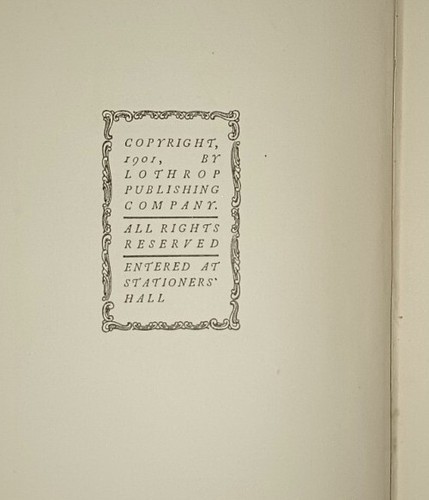 COPYRIGHT,
1901, BY
LOTHROP
PUBLISHING
COMPANY.
ALL RIGHTS
RESERVED
ENTERED AT
STATIONERS'
HALL